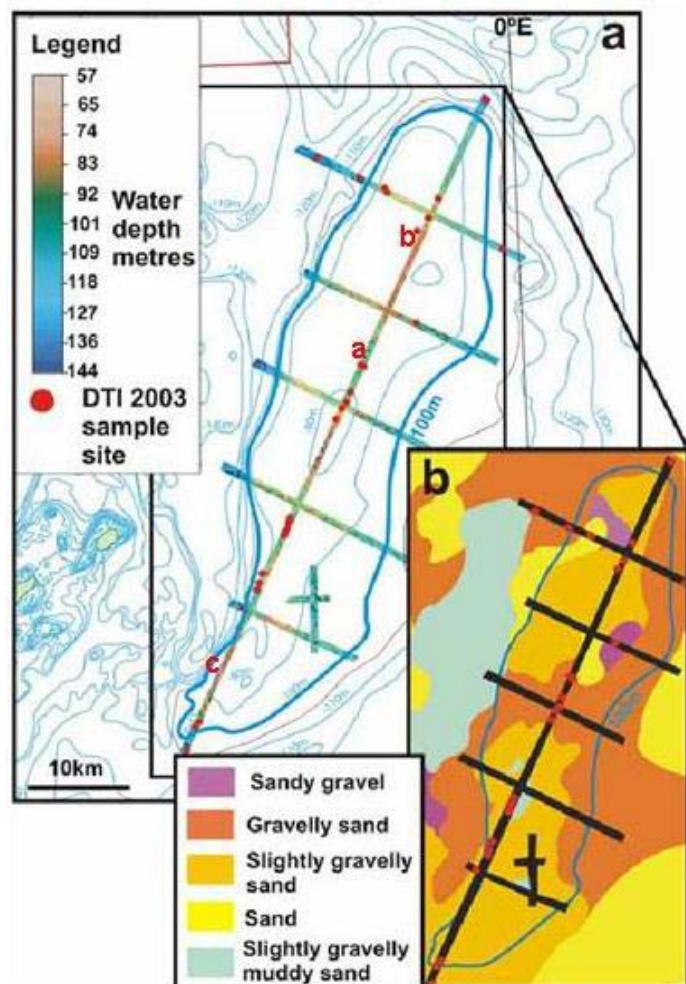 0°E
a
Legend
57
65
74
83
92
101
109
118
127
136
144
Water
depth
metres
DTI 2003
sample
site
b
a
c
100m
10km
b
Sandy gravel
Gravelly sand
Slightly gravelly
sand
Sand
Slightly gravelly
muddy sand